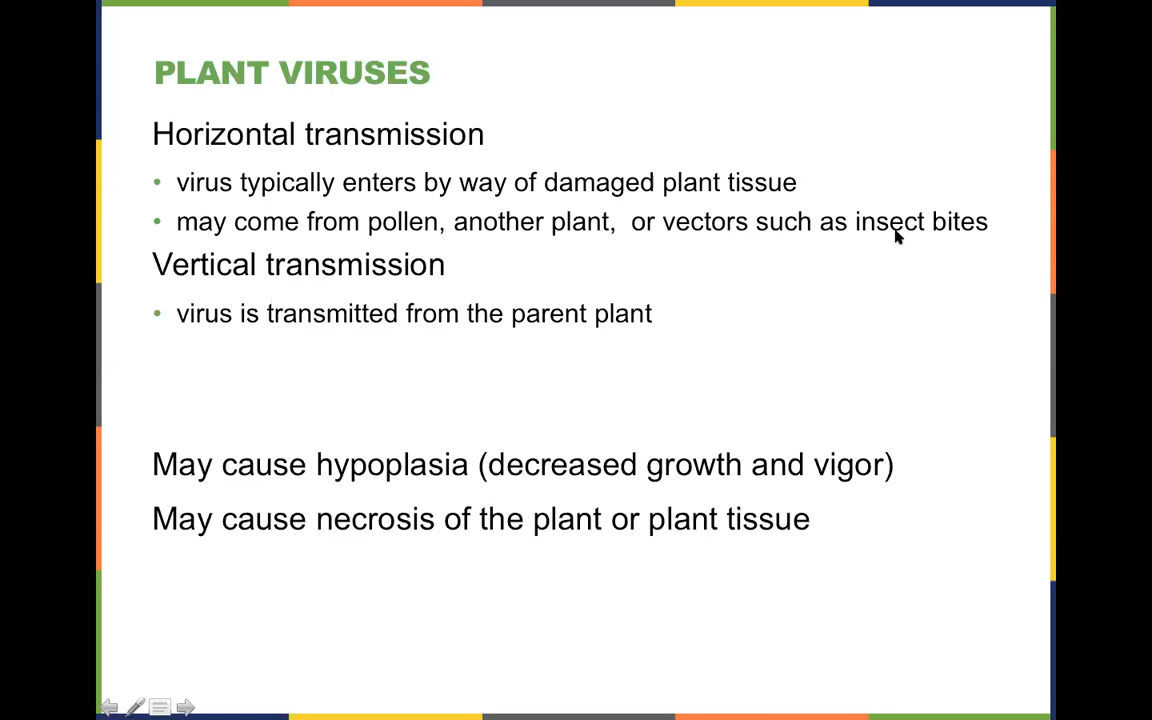 PLANT VIRUSES
Horizontal transmission
• virus typically enters by way of damaged plant tissue
• may come from pollen, another plant,  or vectors such as insect bites
Vertical transmission
• virus is transmitted from the parent plant
May cause hypoplasia (decreased growth and vigor)
May cause necrosis of the plant or plant tissue